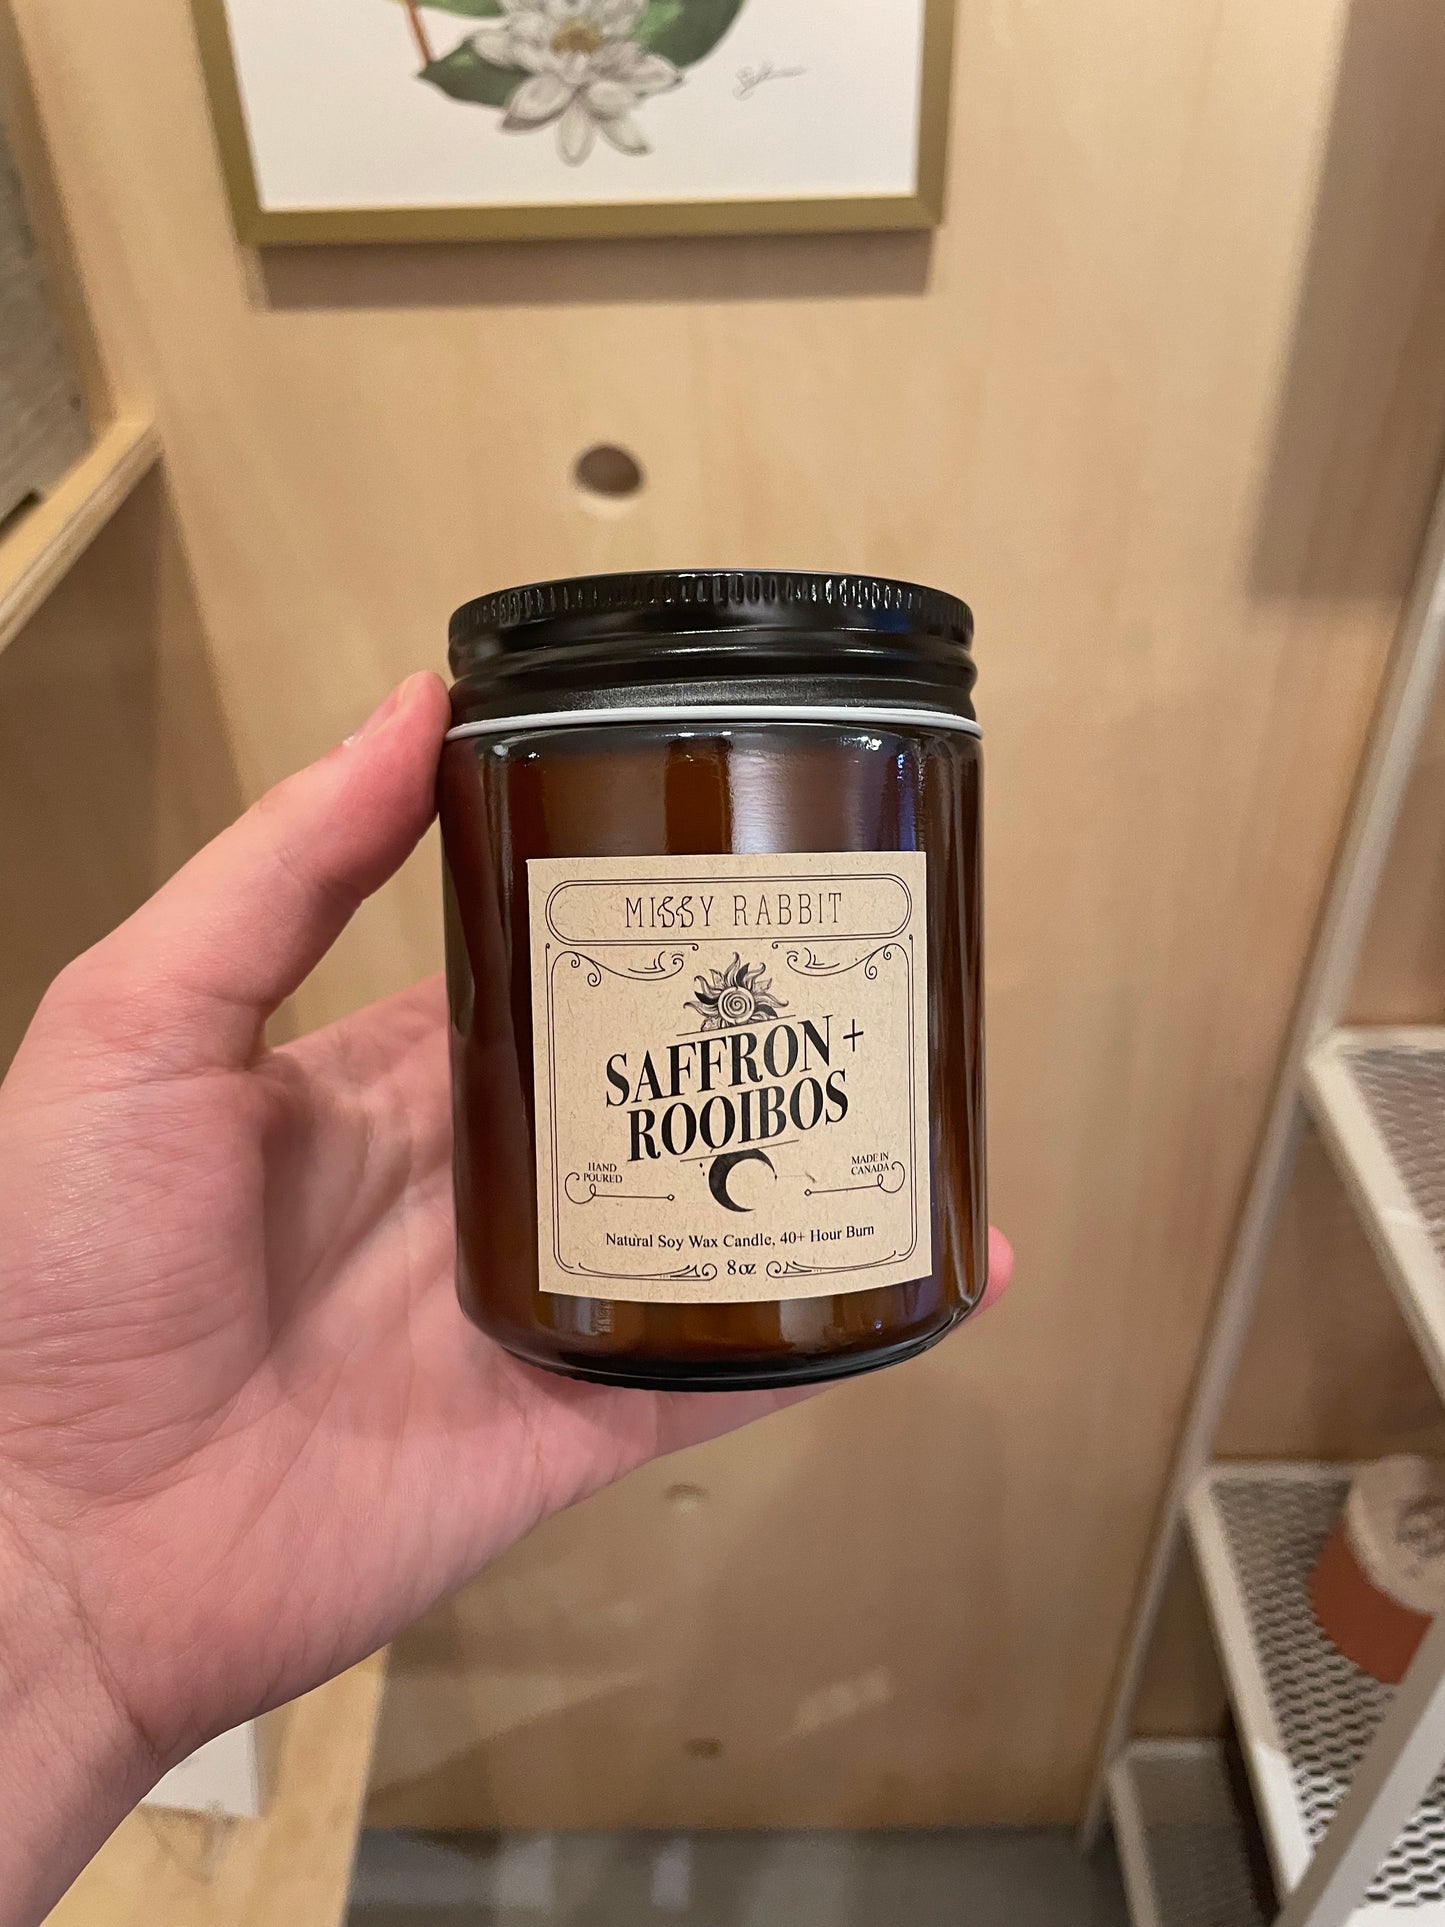 MISSY RABBIT
SAFFRON +
ROOIBOS
HAND
POURED
MADE IN
CANADA
Natural Soy Wax Candle, 40+ Hour Burn
8 oz